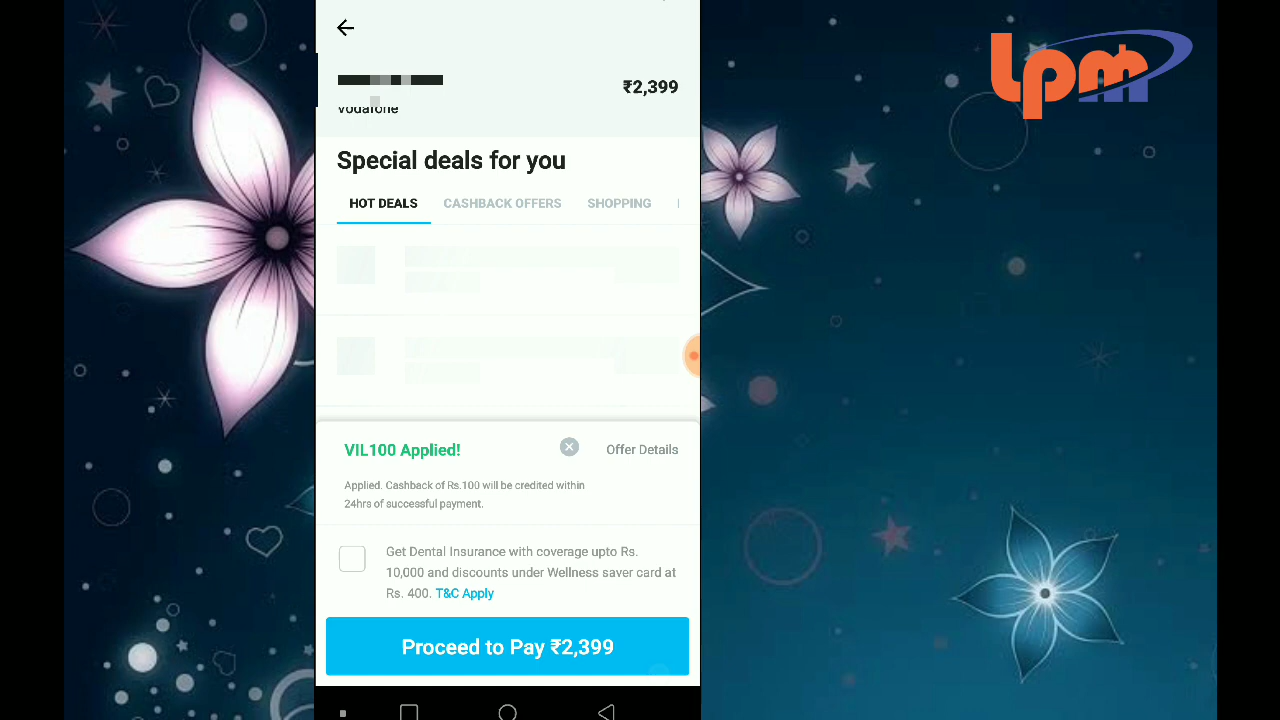 lpm
₹2,399
vodafone
Special deals for you
HOT DEALS CASHBACK OFFERS SHOPPING
VIL100 Applied! Offer Details
Applied. Cashback of Rs.100 will be credited within
24hrs of successful payment.
Get Dental Insurance with coverage upto Rs.
10,000 and discounts under Wellness saver card at
Rs. 400. T&C Apply
Proceed to Pay ₹2,399